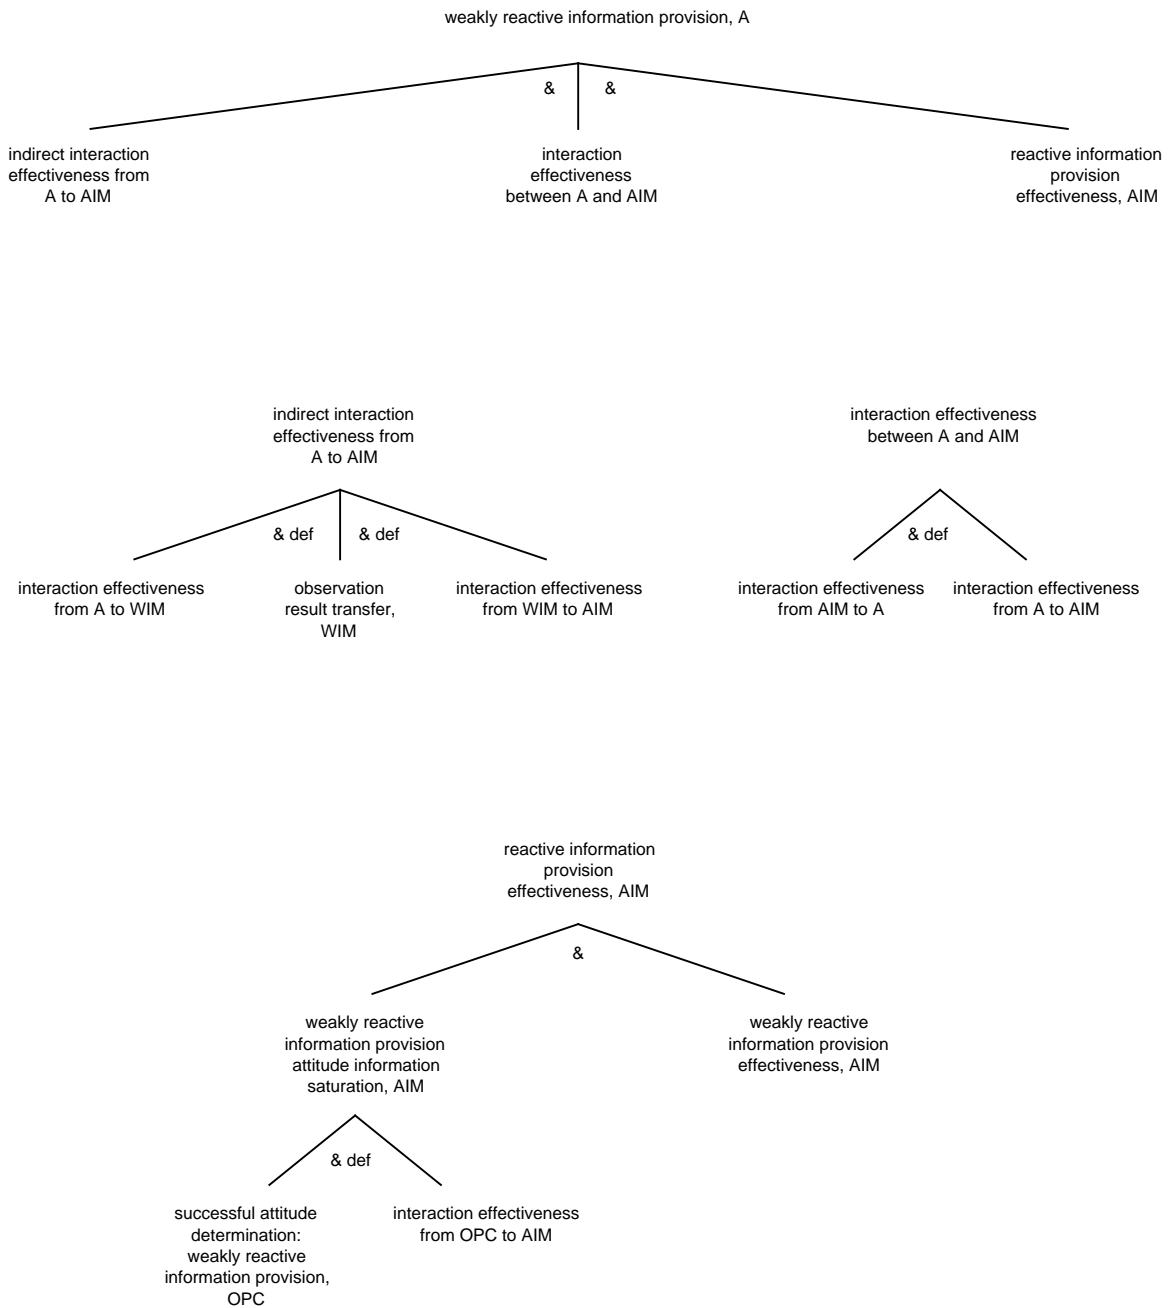 weakly reactive information provision, A
& &
indirect interaction
effectiveness from
A to AIM
interaction
effectiveness
between A and AIM
reactive information
provision
effectiveness, AIM
indirect interaction
effectiveness from
A to AIM
& def & def
interaction effectiveness
from A to WIM
observation
result transfer,
WIM
interaction effectiveness
from WIM to AIM
interaction effectiveness
between A and AIM
& def
interaction effectiveness
from AIM to A
interaction effectiveness
from A to AIM
reactive information
provision
effectiveness, AIM
&
weakly reactive
information provision
attitude information
saturation, AIM
weakly reactive
information provision
effectiveness, AIM
& def
successful attitude
determination:
weakly reactive
information provision,
OPC
interaction effectiveness
from OPC to AIM